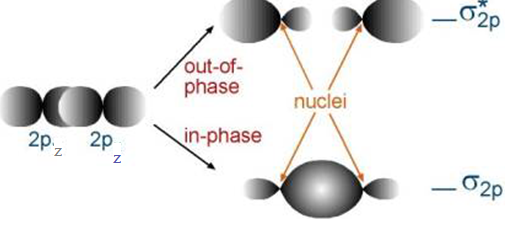 σ*2p
out-of-
phase
nuclei
2pz 2pz
in-phase
σ2p